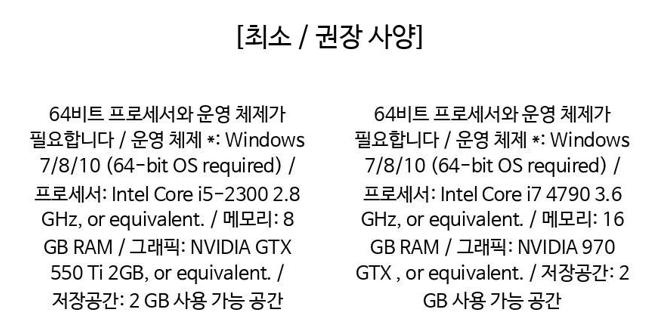 [최소 / 권장 사양]
64비트 프로세서와 운영 체제가
필요합니다 / 운영 체제 *: Windows
7/8/10 (64-bit OS required) /
프로세서: Intel Core i5-2300 2.8
GHz, or equivalent. / 메모리: 8
GB RAM / 그래픽: NVIDIA GTX
550 Ti 2GB, or equivalent. /
저장공간: 2 GB 사용 가능 공간
64비트 프로세서와 운영 체제가
필요합니다 / 운영 체제 *: Windows
7/8/10 (64-bit OS required) /
프로세서: Intel Core i7 4790 3.6
GHz, or equivalent. / 메모리: 16
GB RAM / 그래픽: NVIDIA 970
GTX , or equivalent. / 저장공간: 2
GB 사용 가능 공간